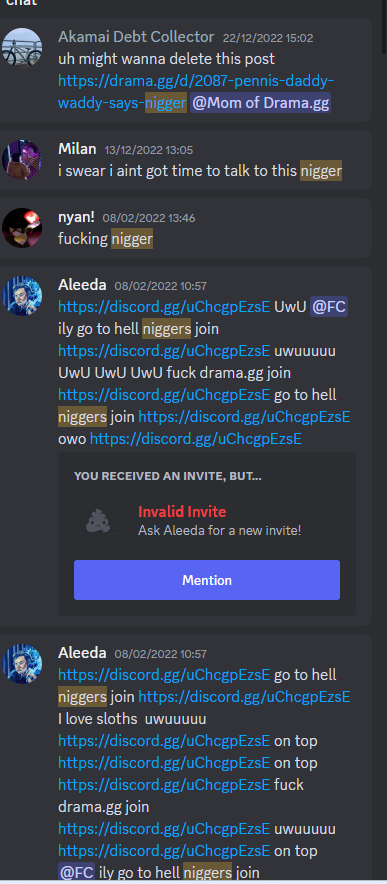 Chat
Akamai Debt Collector 22/12/2022 15:02
uh might wanna delete this post
https://drama.gg/d/2087-pennis-daddy-
waddy-says-nigger @Mom of Drama.gg
Milan 13/12/2022 13:05
i swear i aint got time to talk to this nigger
nyan! 08/02/2022 13:46
fucking nigger
Aleeda 08/02/2022 10:57
https://discord.gg/uChcgpEzsE UwU @FC
ily go to hell niggers join
https://discord.gg/uChcgpEzsE uwuuuuu
UwU UwU UwU fuck drama.gg join
https://discord.gg/uChcgpEzsE go to hell
niggers join https://discord.gg/uChcgpEzsE
owo https://discord.gg/uChcgpEzsE
YOU RECEIVED AN INVITE, BUT...
Invalid Invite
Ask Aleeda for a new invite!
Mention
Aleeda 08/02/2022 10:57
https://discord.gg/uChcgpEzsE go to hell
niggers join https://discord.gg/uChcgpEzsE
I love sloths uwuuuuu
https://discord.gg/uChcgpEzsE on top
https://discord.gg/uChcgpEzsE on top
https://discord.gg/uChcgpEzsE fuck
drama.gg join
https://discord.gg/uChcgpEzsE uwuuuuu
https://discord.gg/uChcgpEzsE on top
@FC ily go to hell niggers join